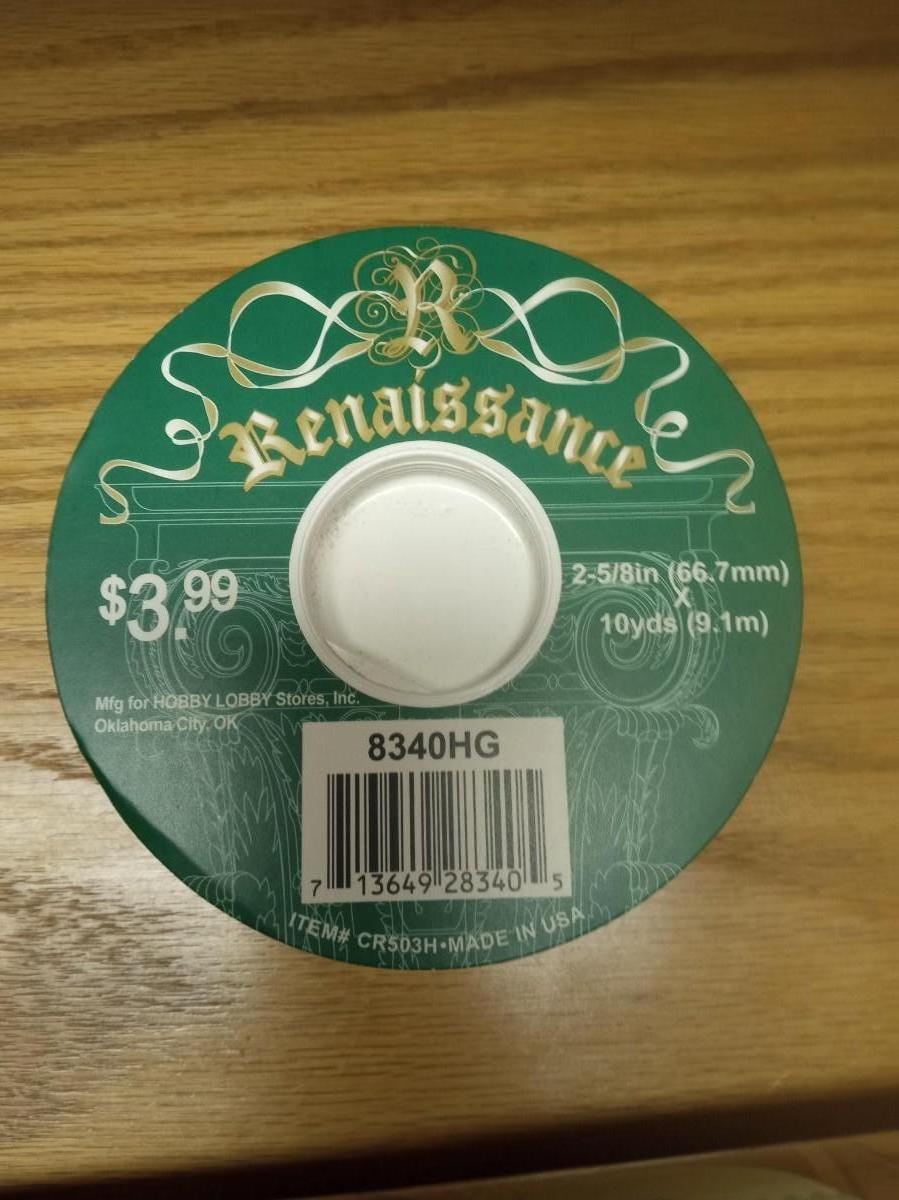 R
Renaissance
$3.99
2-5/8in (66.7mm)
X
10yds (9.1m)
Mfg for HOBBY LOBBY Stores, Inc.
Oklahoma City, OK
8340HG
7 13649 28340 5
ITEM# CR503H•MADE IN USA